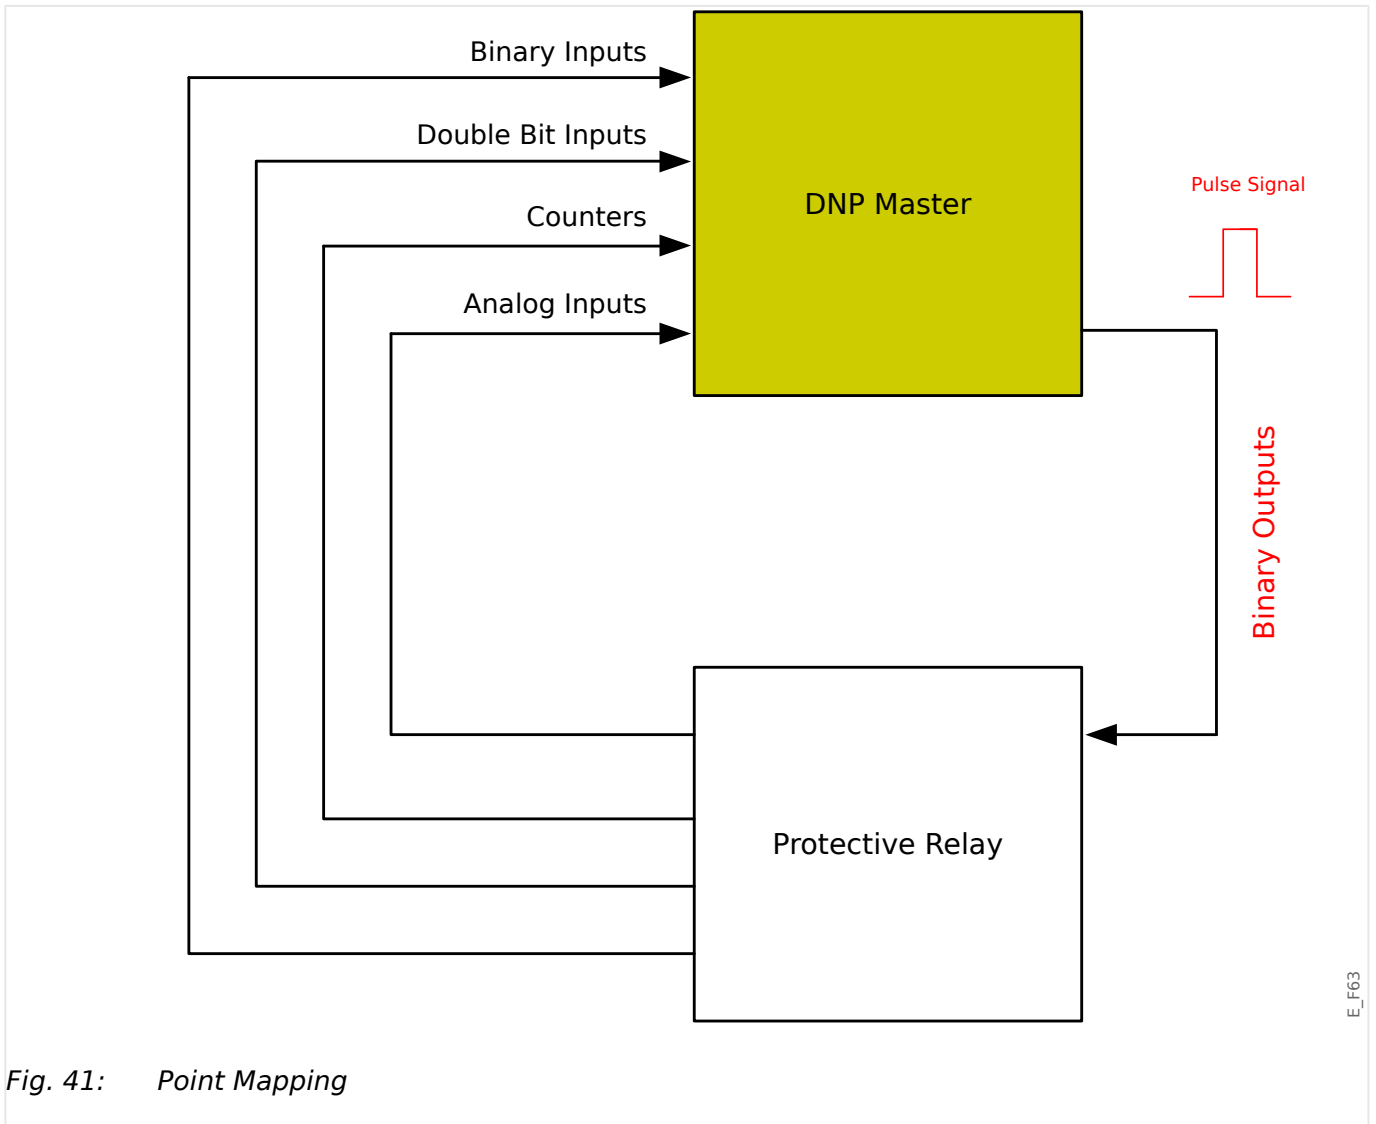 Binary Inputs
Double Bit Inputs
Counters
Analog Inputs
DNP Master
Pulse Signal
Binary Outputs
Protective Relay
E_F63
Fig. 41: Point Mapping